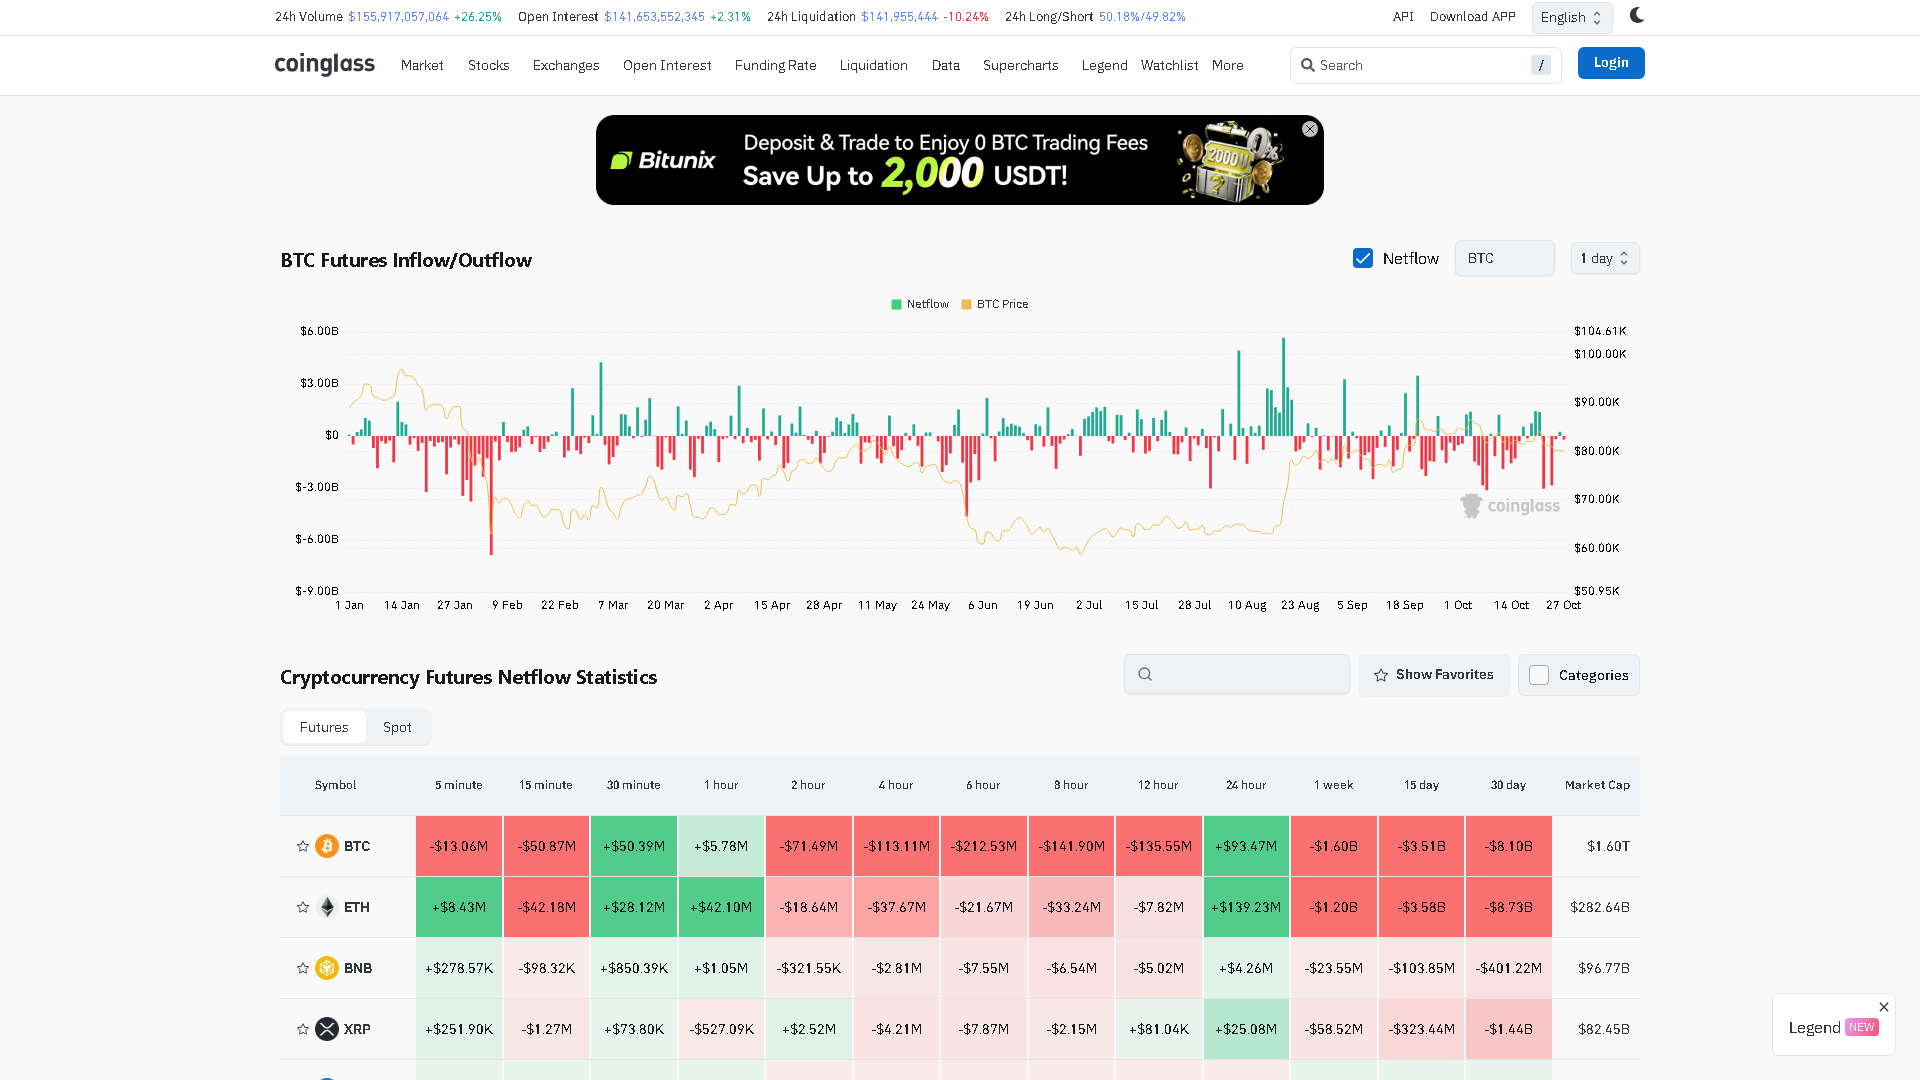 24h Volume $155,917,057,064 +26.25% Open Interest $141,653,552,345 +2.31% 24h Liquidation $141,955,444 -10.24% 24h Long/Short 50.18%/49.82% API Download APP English
coinglass Market Stocks Exchanges Open Interest Funding Rate Liquidation Data Supercharts Legend Watchlist More Search / Login
Bitunix Deposit & Trade to Enjoy 0 BTC Trading Fees
Save Up to 2,000 USDT!
2000U 0%
BTC Futures Inflow/Outflow Netflow BTC 1 day
Netflow BTC Price
$6.00B $104.61K
$100.00K
$3.00B
$90.00K
$0
$80.00K
$-3.00B
$70.00K
coinglass
$-6.00B
$60.00K
$-9.00B $50.95K
1 Jan 14 Jan 27 Jan 9 Feb 22 Feb 7 Mar 20 Mar 2 Apr 15 Apr 28 Apr 11 May 24 May 6 Jun 19 Jun 2 Jul 15 Jul 28 Jul 10 Aug 23 Aug 5 Sep 18 Sep 1 Oct 14 Oct 27 Oct
Cryptocurrency Futures Netflow Statistics Show Favorites Categories
Futures Spot
Symbol 5 minute 15 minute 30 minute 1 hour 2 hour 4 hour 6 hour 8 hour 12 hour 24 hour 1 week 15 day 30 day Market Cap
BTC -$13.06M -$50.87M +$50.39M +$5.78M -$71.49M -$113.11M -$212.53M -$141.90M -$135.55M +$93.47M -$1.60B -$3.51B -$8.10B $1.60T
ETH +$8.43M -$42.18M +$28.12M +$42.10M -$18.64M -$37.67M -$21.67M -$33.24M -$7.82M +$139.23M -$1.20B -$3.58B -$8.73B $282.64B
BNB +$278.57K -$98.32K +$850.39K +$1.05M -$321.55K -$2.81M -$7.55M -$6.54M -$5.02M +$4.26M -$23.55M -$103.85M -$401.22M $96.77B
XRP +$251.90K -$1.27M +$73.80K -$527.09K +$2.52M -$4.21M -$7.87M -$2.15M +$81.04K +$25.08M -$58.52M -$323.44M -$1.44B $82.45B
Legend NEW